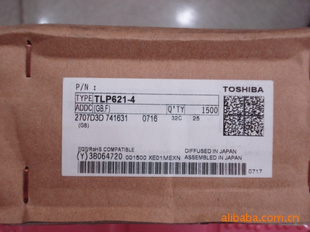 P/N :
TOSHIBA
TYPE TLP621-4
ADDC (GB,F) Q'TY 1500
2707D3D 741631 0716 32C 25
(GB)
[[G]]/RoHS COMPATIBLE
DIFFUSED IN JAPAN
(Y)38064720 001500 XE01MEXN ASSEMBLED IN JAPAN
0717
alibaba.com.cn